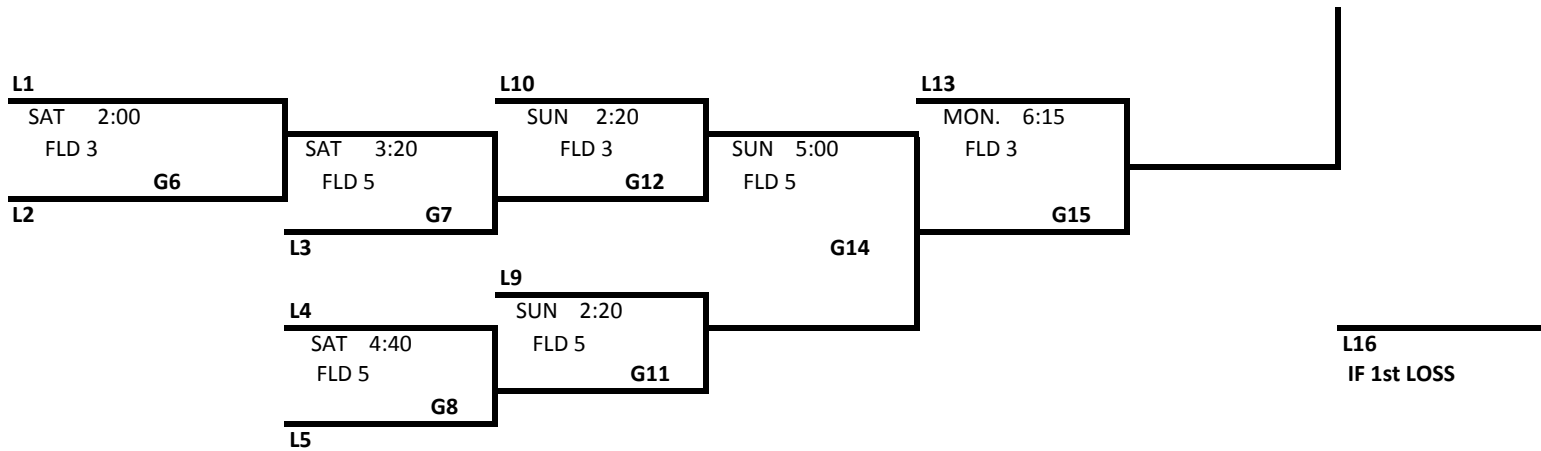 L1 L10 L13
SAT 2:00 SUN 2:20 MON. 6:15
FLD 3 SAT 3:20 FLD 3 SUN 5:00 FLD 3
G6 FLD 5 G12 FLD 5
L2 G7 G15
L3 G14
L9
L4 SUN 2:20
SAT 4:40 FLD 5 L16
FLD 5 G11 IF 1st LOSS
G8
L5